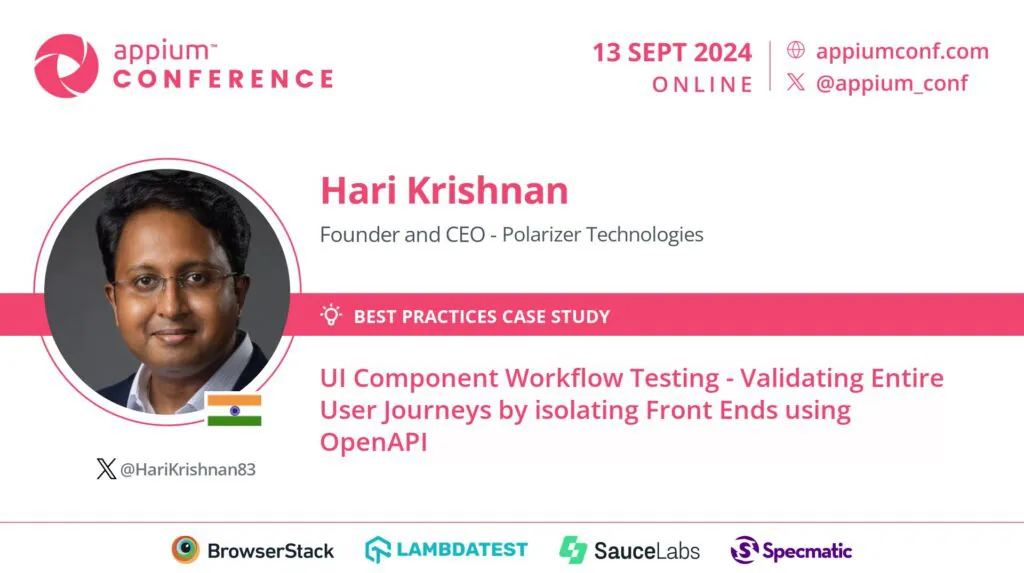 appium™
CONFERENCE
13 SEPT 2024
ONLINE
appiumconf.com
@appium_conf
Hari Krishnan
Founder and CEO - Polarizer Technologies
BEST PRACTICES CASE STUDY
UI Component Workflow Testing - Validating Entire
User Journeys by isolating Front Ends using
OpenAPI
@HariKrishnan83
BrowserStack
LAMBDATEST
SauceLabs
Specmatic